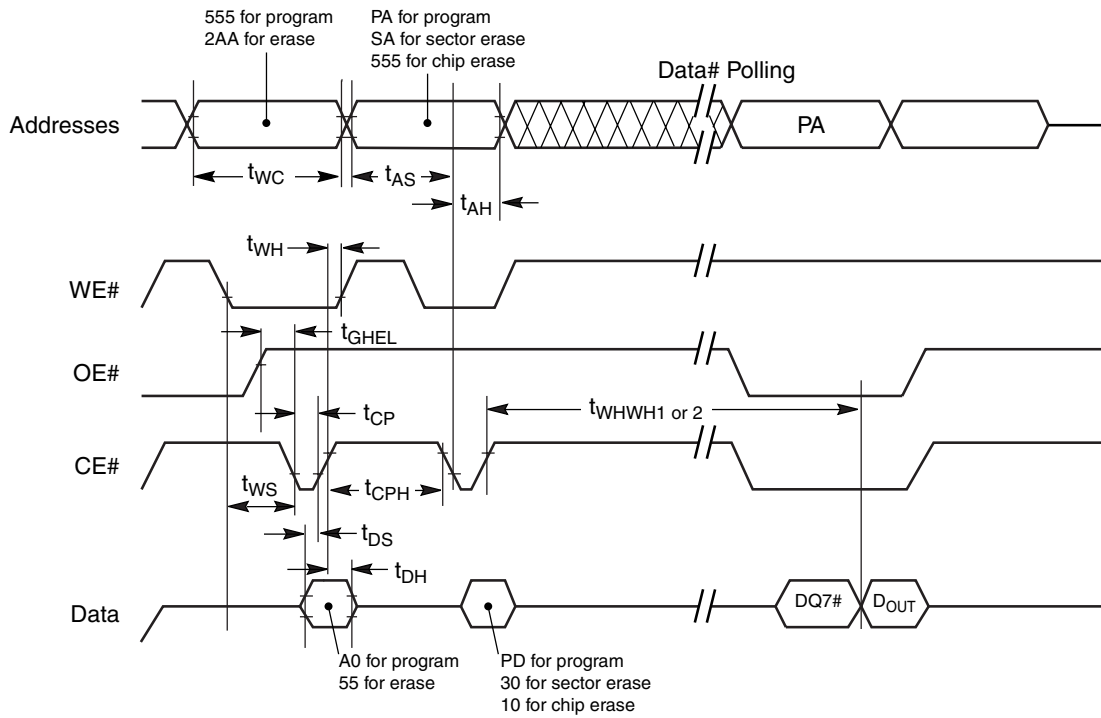 555 for program
2AA for erase
PA for program
SA for sector erase
555 for chip erase
Data# Polling
Addresses
PA
tWC
tAS
tAH
tWH
WE#
tGHEL
OE#
tCP
tWHWH1 or 2
CE#
tWS
tCPH
tDS
tDH
Data
DQ7#
DOUT
A0 for program
55 for erase
PD for program
30 for sector erase
10 for chip erase